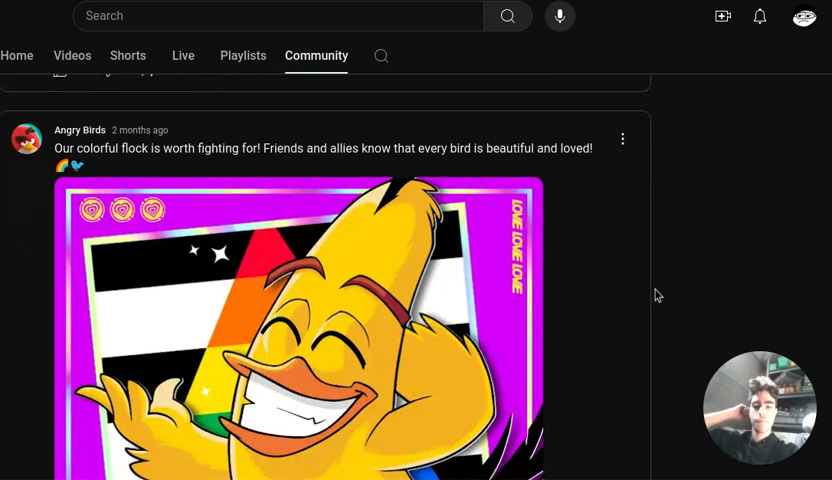 Search
Home Videos Shorts Live Playlists Community
Angry Birds 2 months ago
Our colorful flock is worth fighting for! Friends and allies know that every bird is beautiful and loved!
🌈🐦
LOVE LOVE LOVE